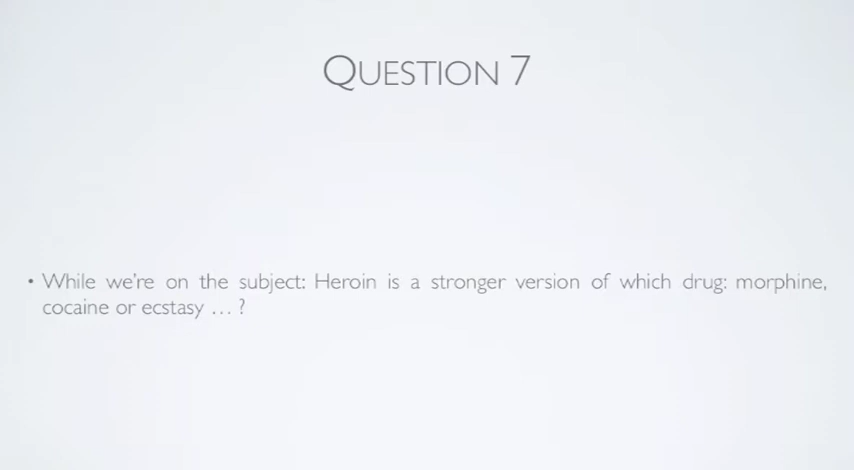 QUESTION 7
• While we're on the subject: Heroin is a stronger version of which drug: morphine,
cocaine or ecstasy … ?